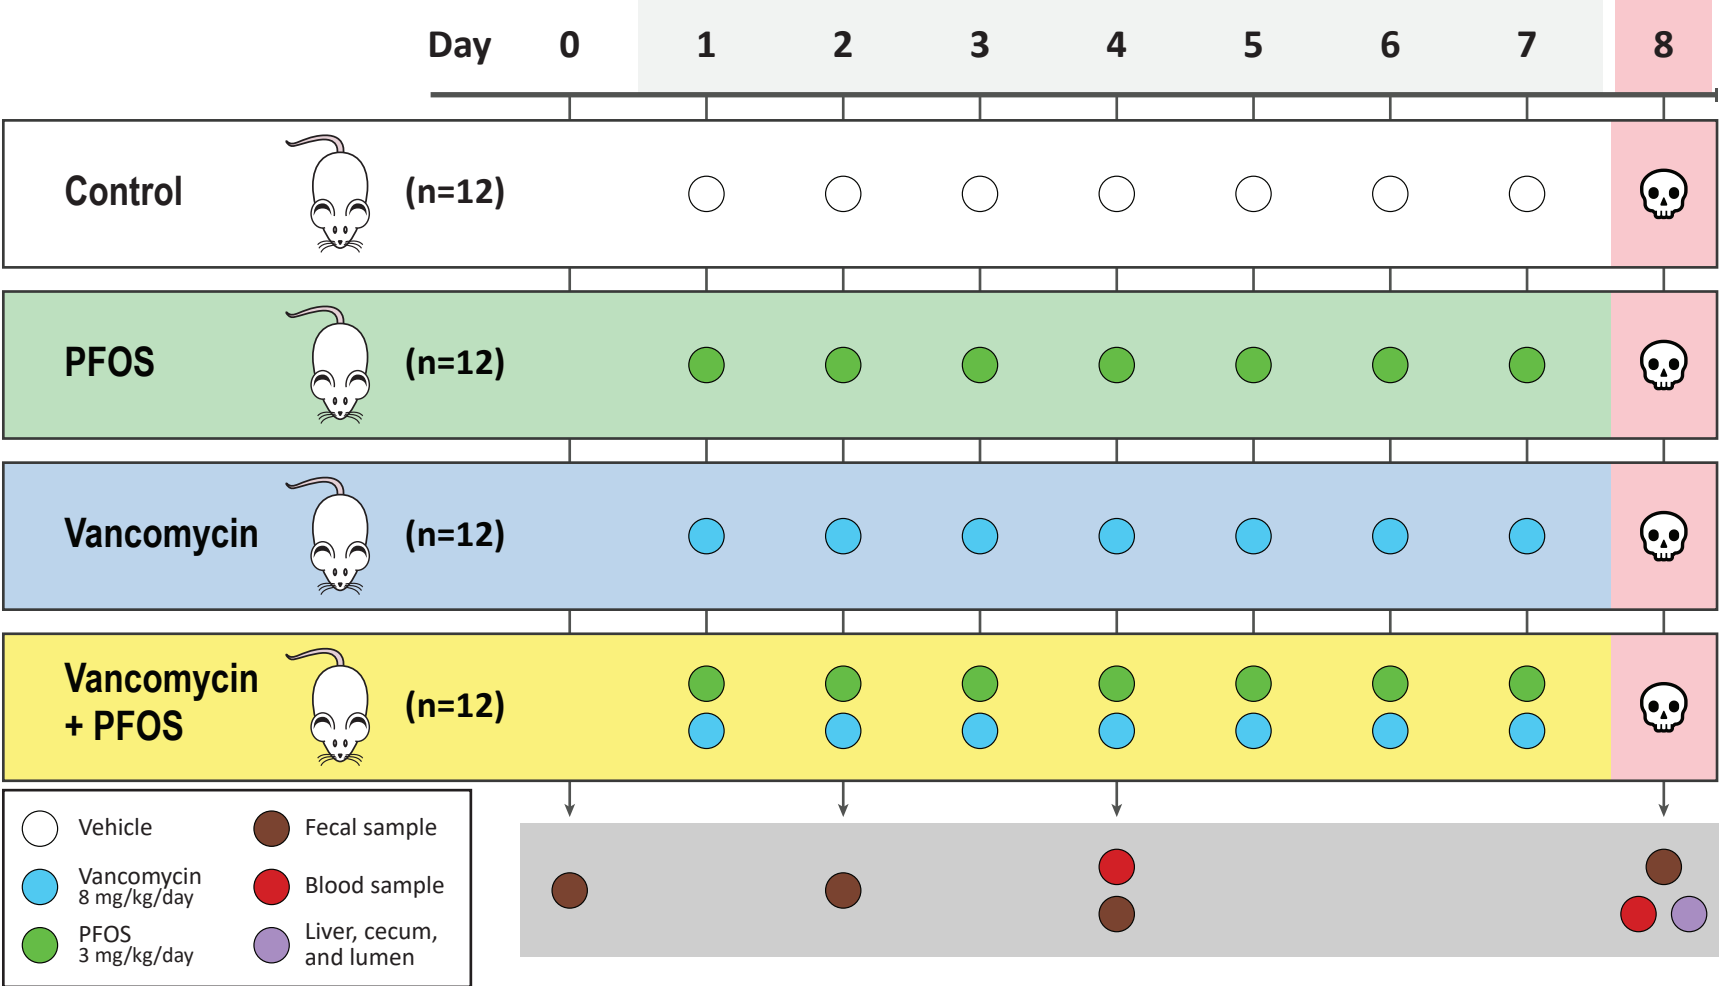 Day 0 1 2 3 4 5 6 7 8
Control (n=12)
PFOS (n=12)
Vancomycin (n=12)
Vancomycin
+ PFOS (n=12)
Vehicle
Vancomycin
8 mg/kg/day
PFOS
3 mg/kg/day
Fecal sample
Blood sample
Liver, cecum,
and lumen